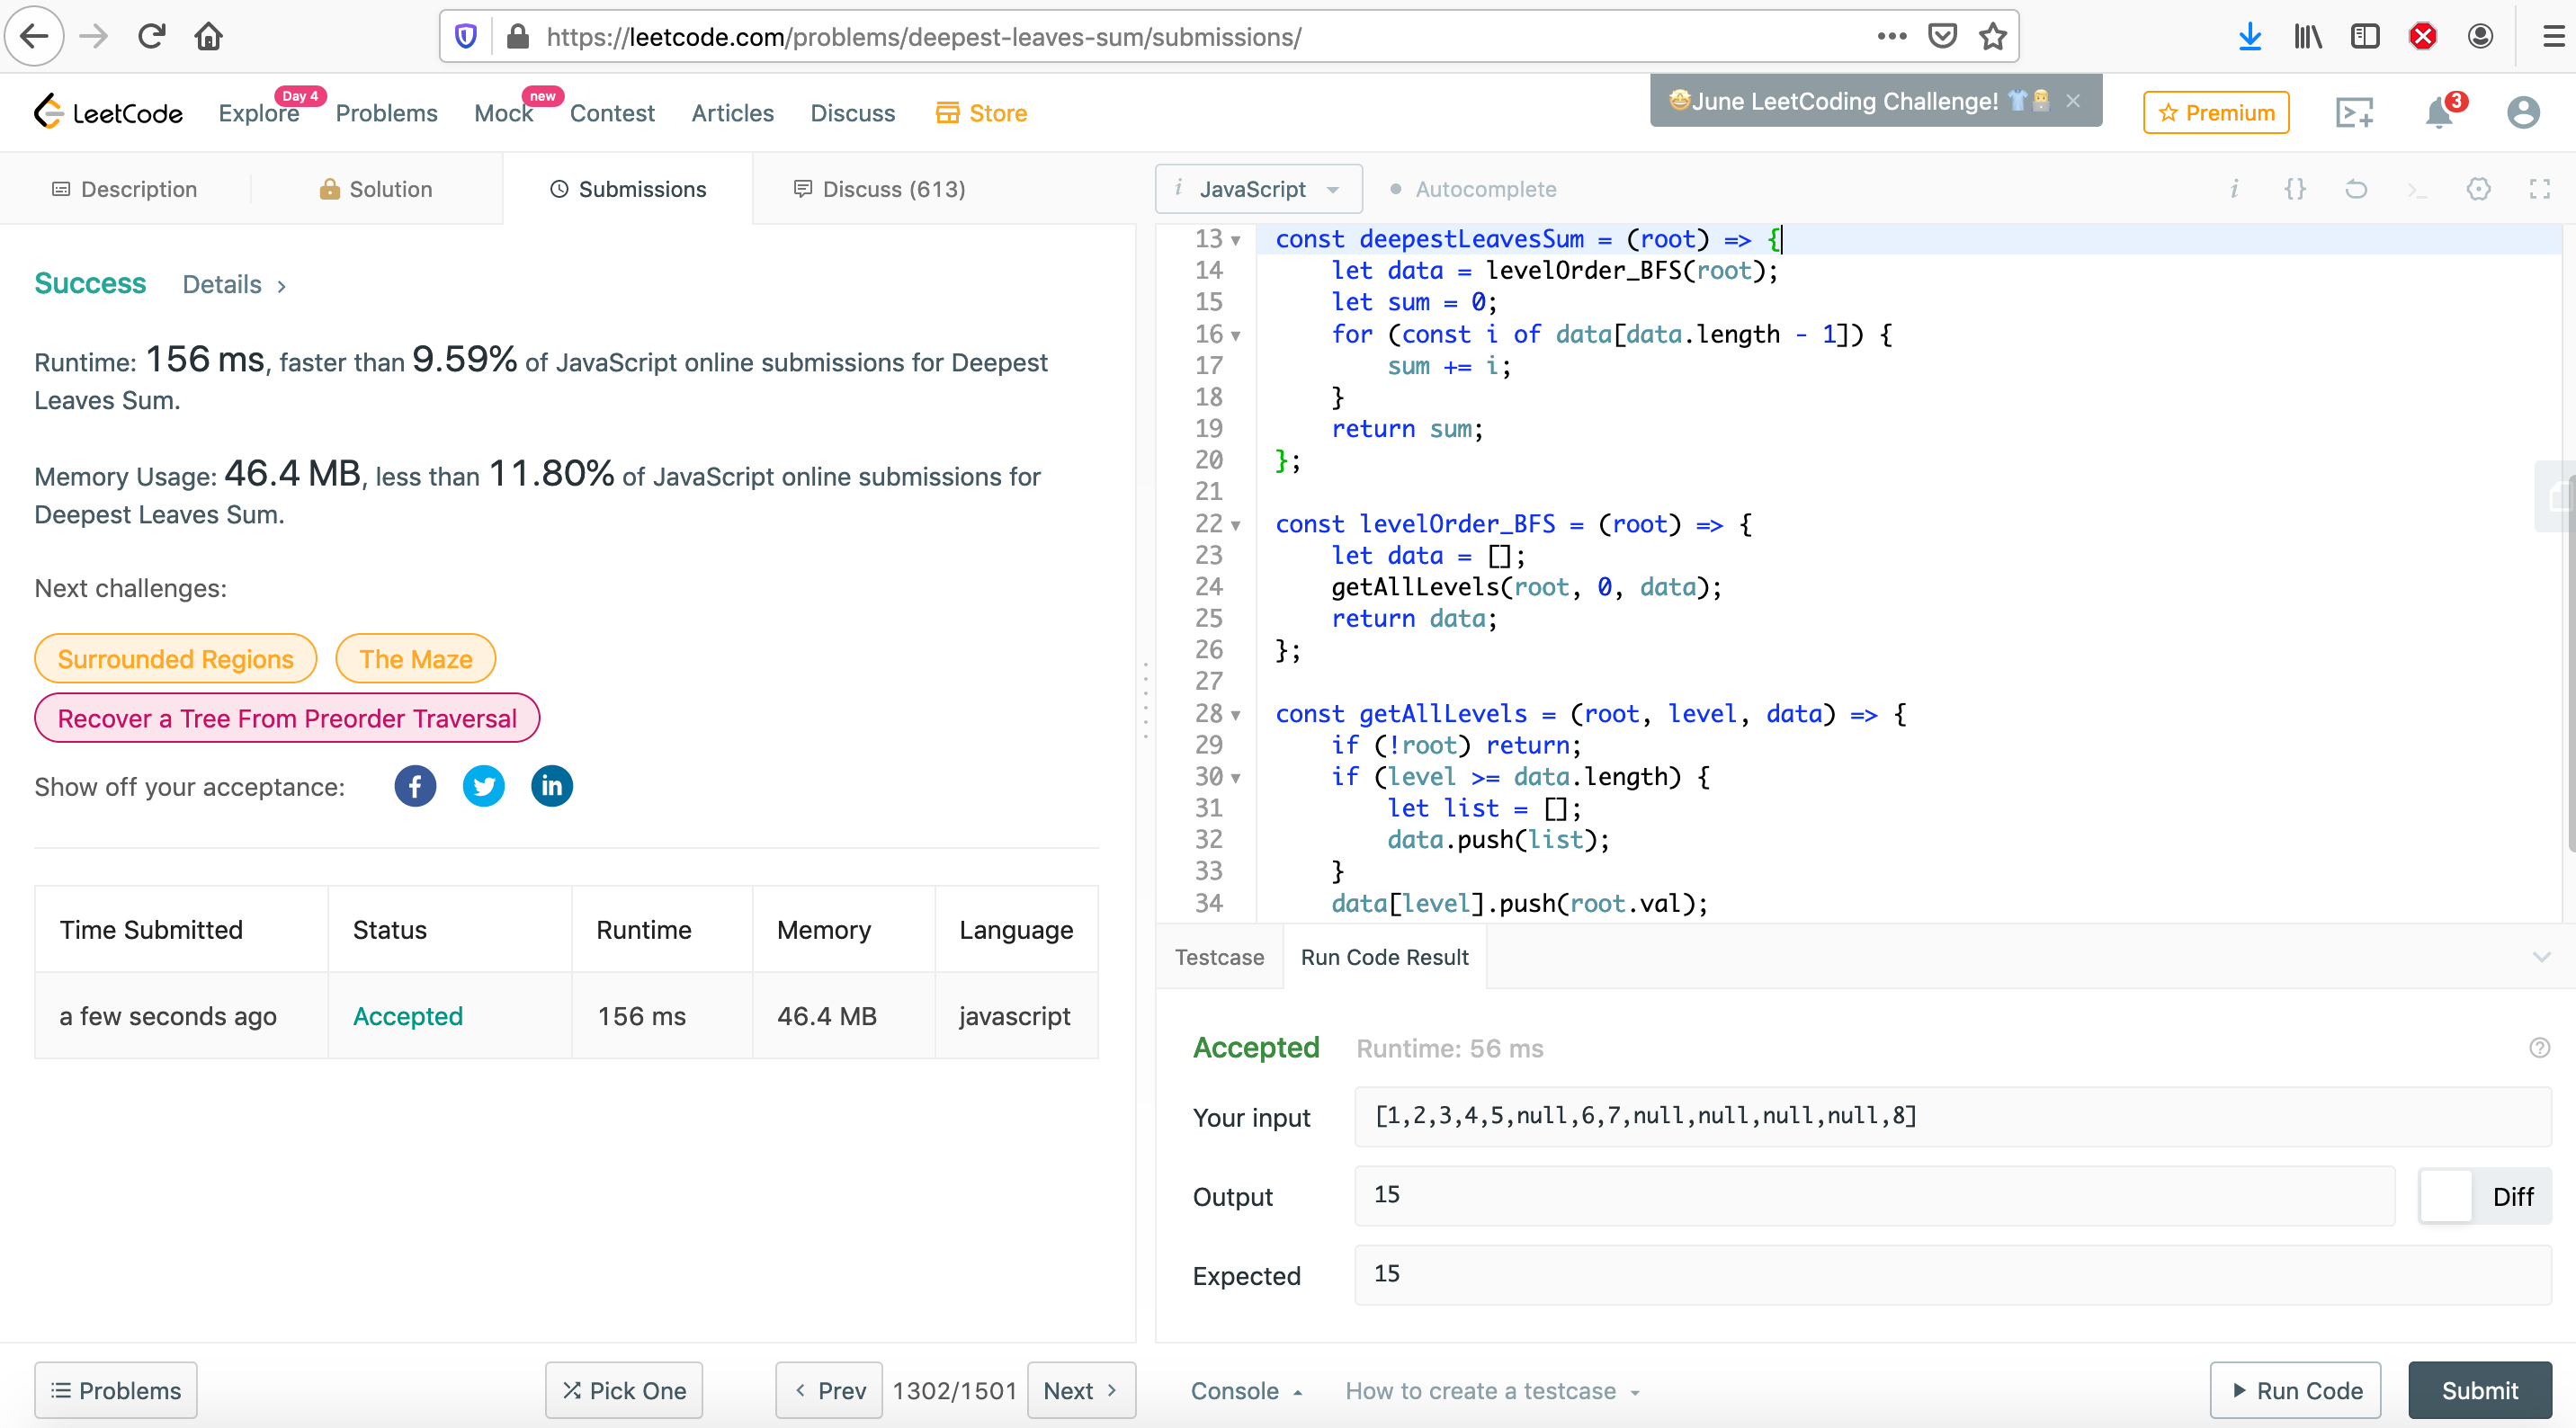 https://leetcode.com/problems/deepest-leaves-sum/submissions/
LeetCode Explore Day 4 Problems Mock new Contest Articles Discuss Store
🤩June LeetCoding Challenge! 👕👩‍💻 ×
Premium
3
Description Solution Submissions Discuss (613)
i JavaScript Autocomplete
Success Details >
Runtime: 156 ms, faster than 9.59% of JavaScript online submissions for Deepest
Leaves Sum.
Memory Usage: 46.4 MB, less than 11.80% of JavaScript online submissions for
Deepest Leaves Sum.
Next challenges:
Surrounded Regions The Maze
Recover a Tree From Preorder Traversal
Show off your acceptance:
Time Submitted Status Runtime Memory Language
a few seconds ago Accepted 156 ms 46.4 MB javascript
13 const deepestLeavesSum = (root) => {
14 let data = levelOrder_BFS(root);
15 let sum = 0;
16 for (const i of data[data.length - 1]) {
17 sum += i;
18 }
19 return sum;
20 };
21
22 const levelOrder_BFS = (root) => {
23 let data = [];
24 getAllLevels(root, 0, data);
25 return data;
26 };
27
28 const getAllLevels = (root, level, data) => {
29 if (!root) return;
30 if (level >= data.length) {
31 let list = [];
32 data.push(list);
33 }
34 data[level].push(root.val);
Testcase Run Code Result
Accepted Runtime: 56 ms
Your input [1,2,3,4,5,null,6,7,null,null,null,null,8]
Output 15 Diff
Expected 15
Problems Pick One < Prev 1302/1501 Next >
Console How to create a testcase Run Code Submit